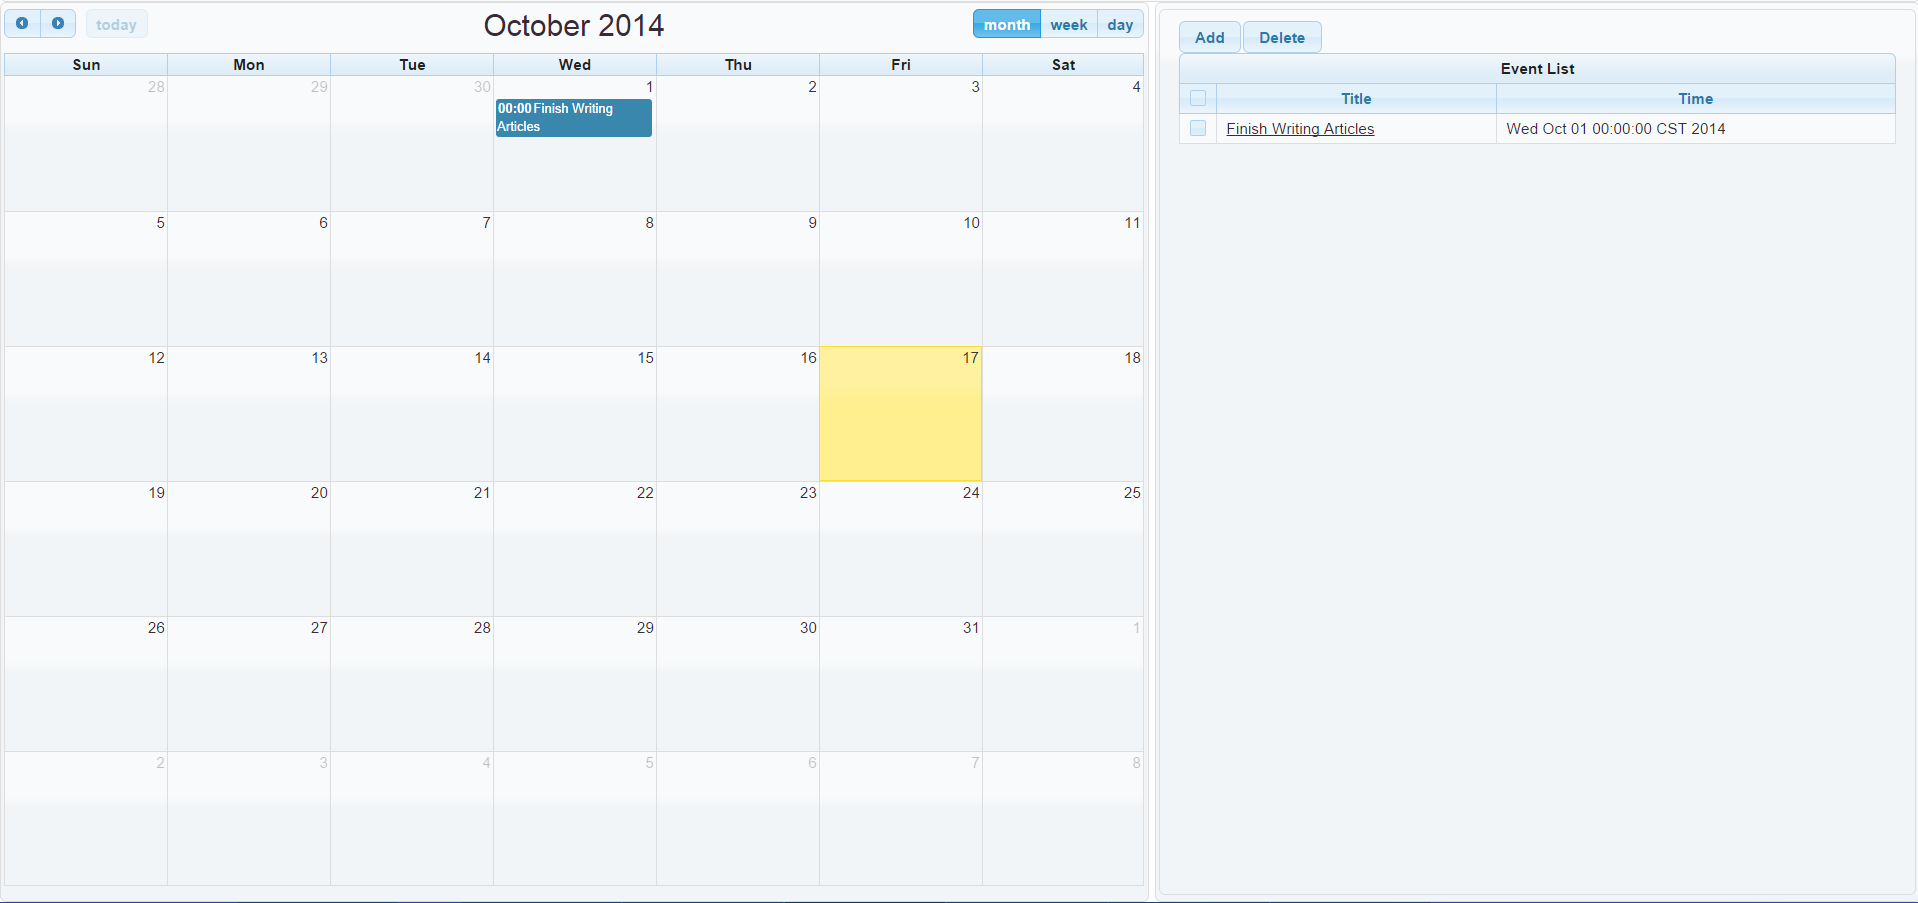 today
October 2014
month week day
Sun Mon Tue Wed Thu Fri Sat
28 29 30 1 2 3 4
00:00 Finish Writing
Articles
5 6 7 8 9 10 11
12 13 14 15 16 17 18
19 20 21 22 23 24 25
26 27 28 29 30 31 1
2 3 4 5 6 7 8
Add Delete
Event List
Title Time
Finish Writing Articles Wed Oct 01 00:00:00 CST 2014